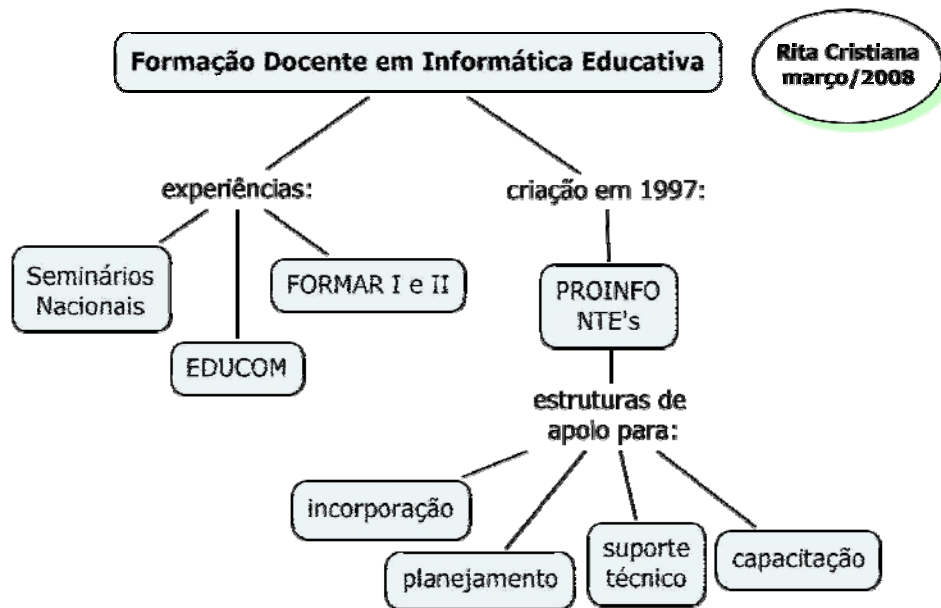 Formação Docente em Informática Educativa
Rita Cristiana
março/2008
experiências:
criação em 1997:
Seminários
Nacionais
FORMAR I e II
EDUCOM
PROINFO
NTE's
estruturas de
apoio para:
incorporação
planejamento
suporte
técnico
capacitação